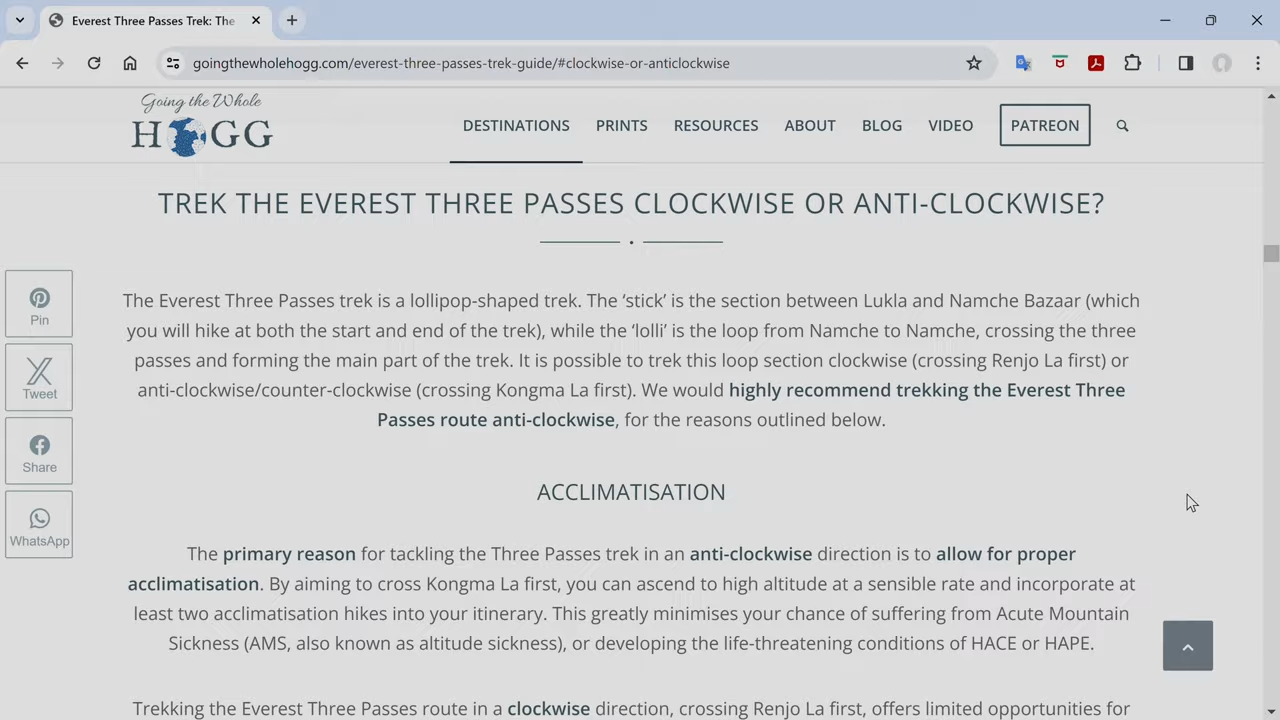 Everest Three Passes Trek: The
goingthewholehogg.com/everest-three-passes-trek-guide/#clockwise-or-anticlockwise
Going the Whole
HOGG
DESTINATIONS PRINTS RESOURCES ABOUT BLOG VIDEO PATREON
TREK THE EVEREST THREE PASSES CLOCKWISE OR ANTI-CLOCKWISE?
The Everest Three Passes trek is a lollipop-shaped trek. The ‘stick’ is the section between Lukla and Namche Bazaar (which
you will hike at both the start and end of the trek), while the ‘lolli’ is the loop from Namche to Namche, crossing the three
passes and forming the main part of the trek. It is possible to trek this loop section clockwise (crossing Renjo La first) or
anti-clockwise/counter-clockwise (crossing Kongma La first). We would highly recommend trekking the Everest Three
Passes route anti-clockwise, for the reasons outlined below.
Pin
Tweet
Share
WhatsApp
ACCLIMATISATION
The primary reason for tackling the Three Passes trek in an anti-clockwise direction is to allow for proper
acclimatisation. By aiming to cross Kongma La first, you can ascend to high altitude at a sensible rate and incorporate at
least two acclimatisation hikes into your itinerary. This greatly minimises your chance of suffering from Acute Mountain
Sickness (AMS, also known as altitude sickness), or developing the life-threatening conditions of HACE or HAPE.
Trekking the Everest Three Passes route in a clockwise direction, crossing Renjo La first, offers limited opportunities for